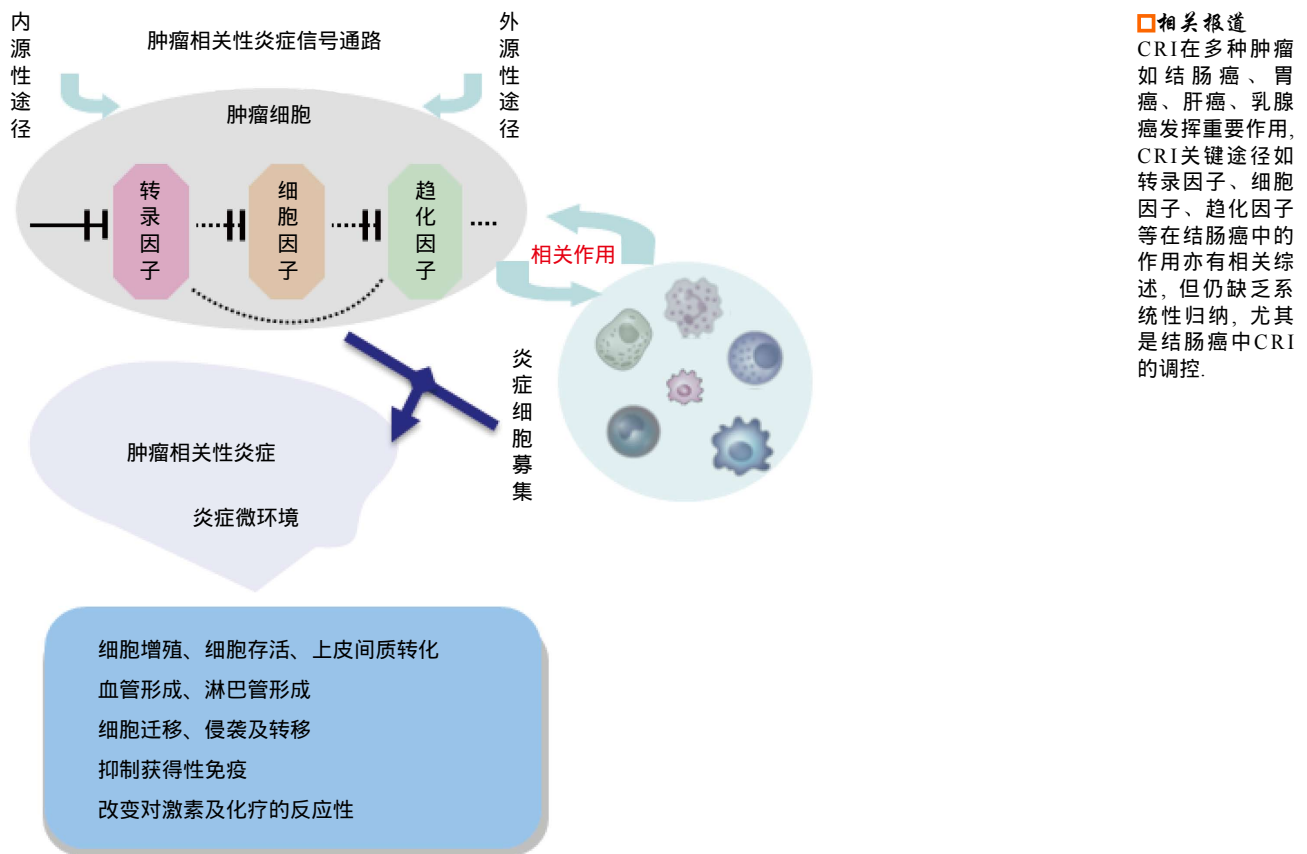 内源性途径
肿瘤相关性炎症信号通路
外源性途径
肿瘤细胞
转录因子
细胞因子
趋化因子
相关作用
炎症细胞募集
肿瘤相关性炎症
炎症微环境
细胞增殖、细胞存活、上皮间质转化
血管形成、淋巴管形成
细胞迁移、侵袭及转移
抑制获得性免疫
改变对激素及化疗的反应性
相关报道
CRI在多种肿瘤
如结肠癌、胃
癌、肝癌、乳腺
癌发挥重要作用,
CRI关键途径如
转录因子、细胞
因子、趋化因子
等在结肠癌中的
作用亦有相关综
述, 但仍缺乏系
统性归纳, 尤其
是结肠癌中CRI
的调控.